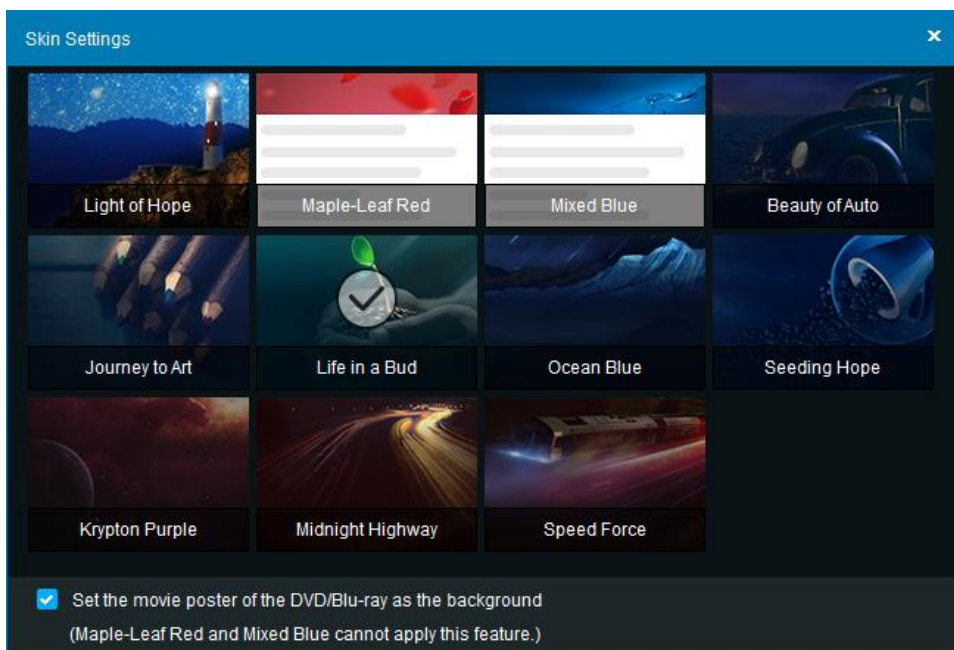 Skin Settings
Light of Hope
Maple-Leaf Red
Mixed Blue
Beauty of Auto
Journey to Art
Life in a Bud
Ocean Blue
Seeding Hope
Krypton Purple
Midnight Highway
Speed Force
Set the movie poster of the DVD/Blu-ray as the background
(Maple-Leaf Red and Mixed Blue cannot apply this feature.)